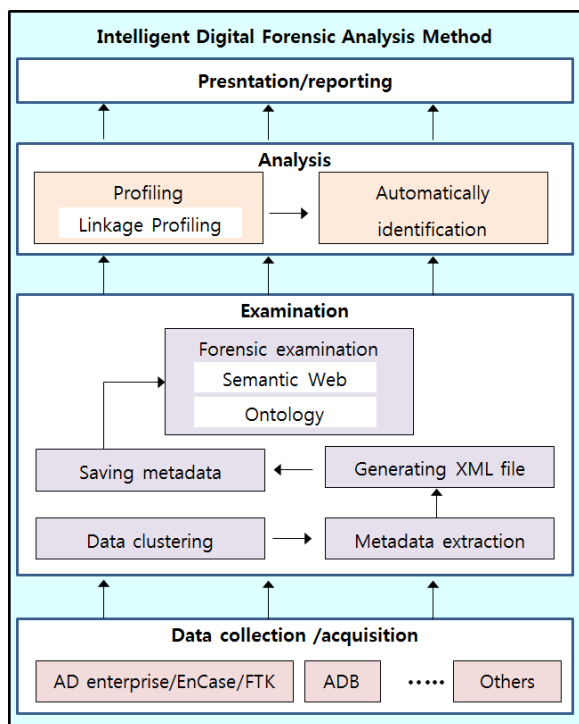 Intelligent Digital Forensic Analysis Method
Presntation/reporting
Analysis
Profiling
Linkage Profiling
Automatically
identification
Examination
Forensic examination
Semantic Web
Ontology
Saving metadata
Generating XML file
Data clustering
Metadata extraction
Data collection /acquisition
AD enterprise/EnCase/FTK
ADB
.....
Others